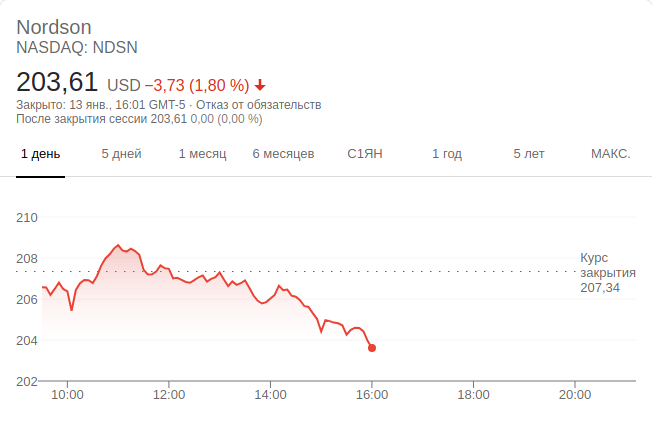 Nordson
NASDAQ: NDSN
203,61 USD −3,73 (1,80 %)
Закрыто: 13 янв., 16:01 GMT-5 · Отказ от обязательств
После закрытия сессии 203,61 0,00 (0,00 %)
1 день 5 дней 1 месяц 6 месяцев С1ЯН 1 год 5 лет МАКС.
210
208
Курс
закрытия
207,34
206
204
202
10:00 12:00 14:00 16:00 18:00 20:00